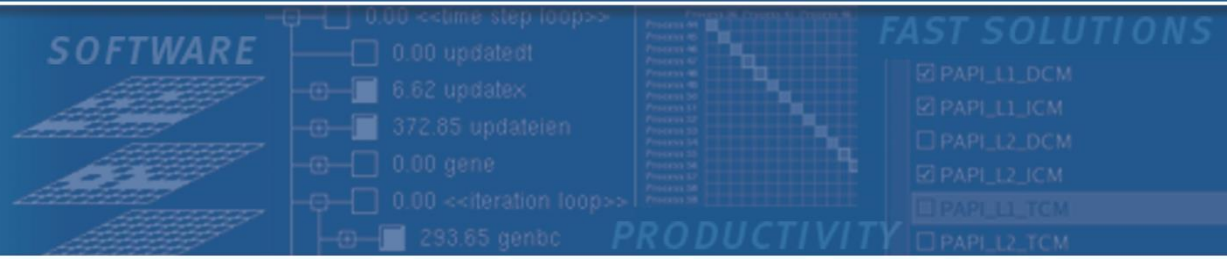 SOFTWARE
0.00 <<time step loop>>
0.00 updatedt
6.62 updatex
372.85 updateien
0.00 gene
0.00 <<iteration loop>>
293.65 genbc
PRODUCTIVITY
FAST SOLUTIONS
PAPI_L1_DCM
PAPI_L1_ICM
PAPI_L2_DCM
PAPI_L2_ICM
PAPI_L1_TCM
PAPI_L2_TCM